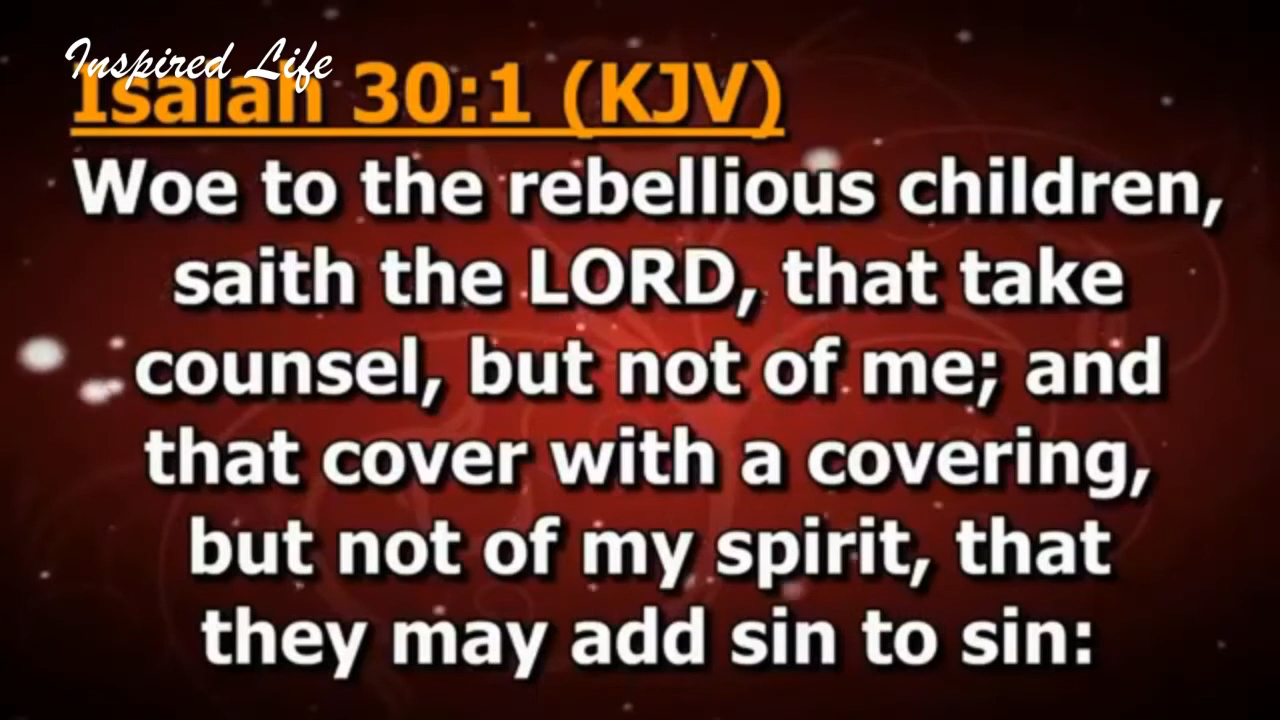 Inspired Life
Isaiah 30:1 (KJV)
Woe to the rebellious children,
saith the LORD, that take
counsel, but not of me; and
that cover with a covering,
but not of my spirit, that
they may add sin to sin: